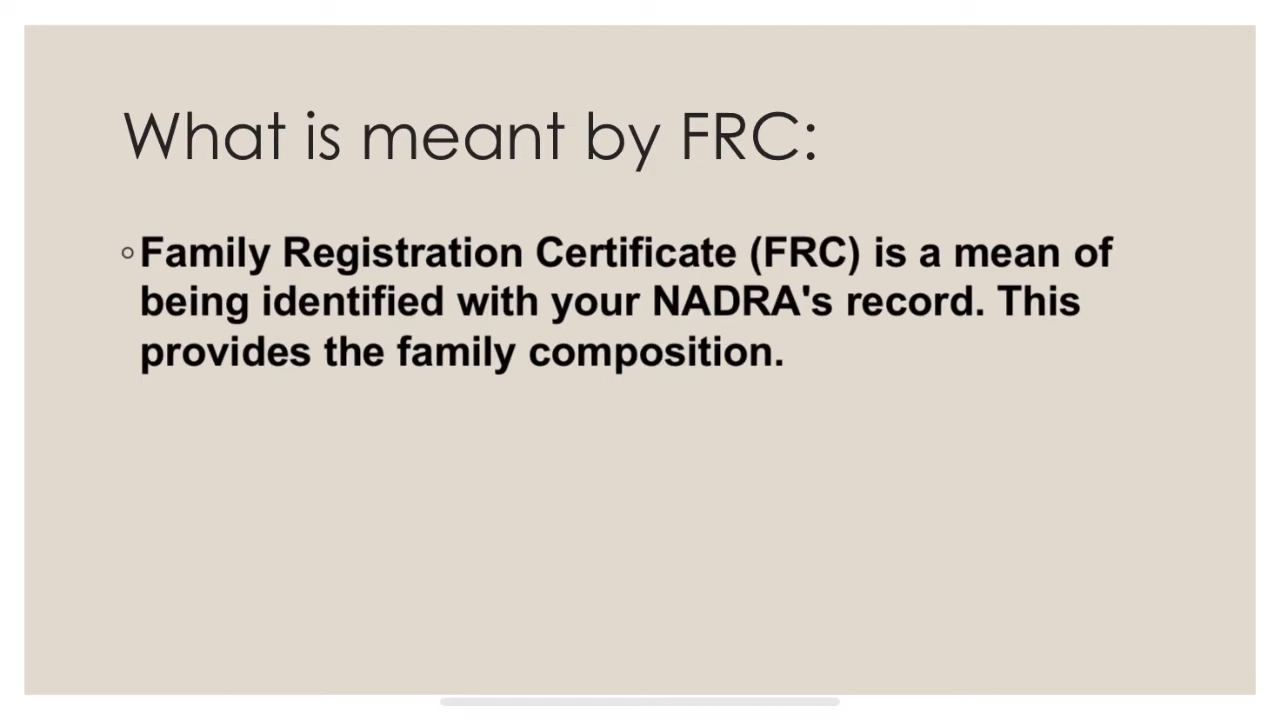 What is meant by FRC:
◦Family Registration Certificate (FRC) is a mean of
being identified with your NADRA's record. This
provides the family composition.